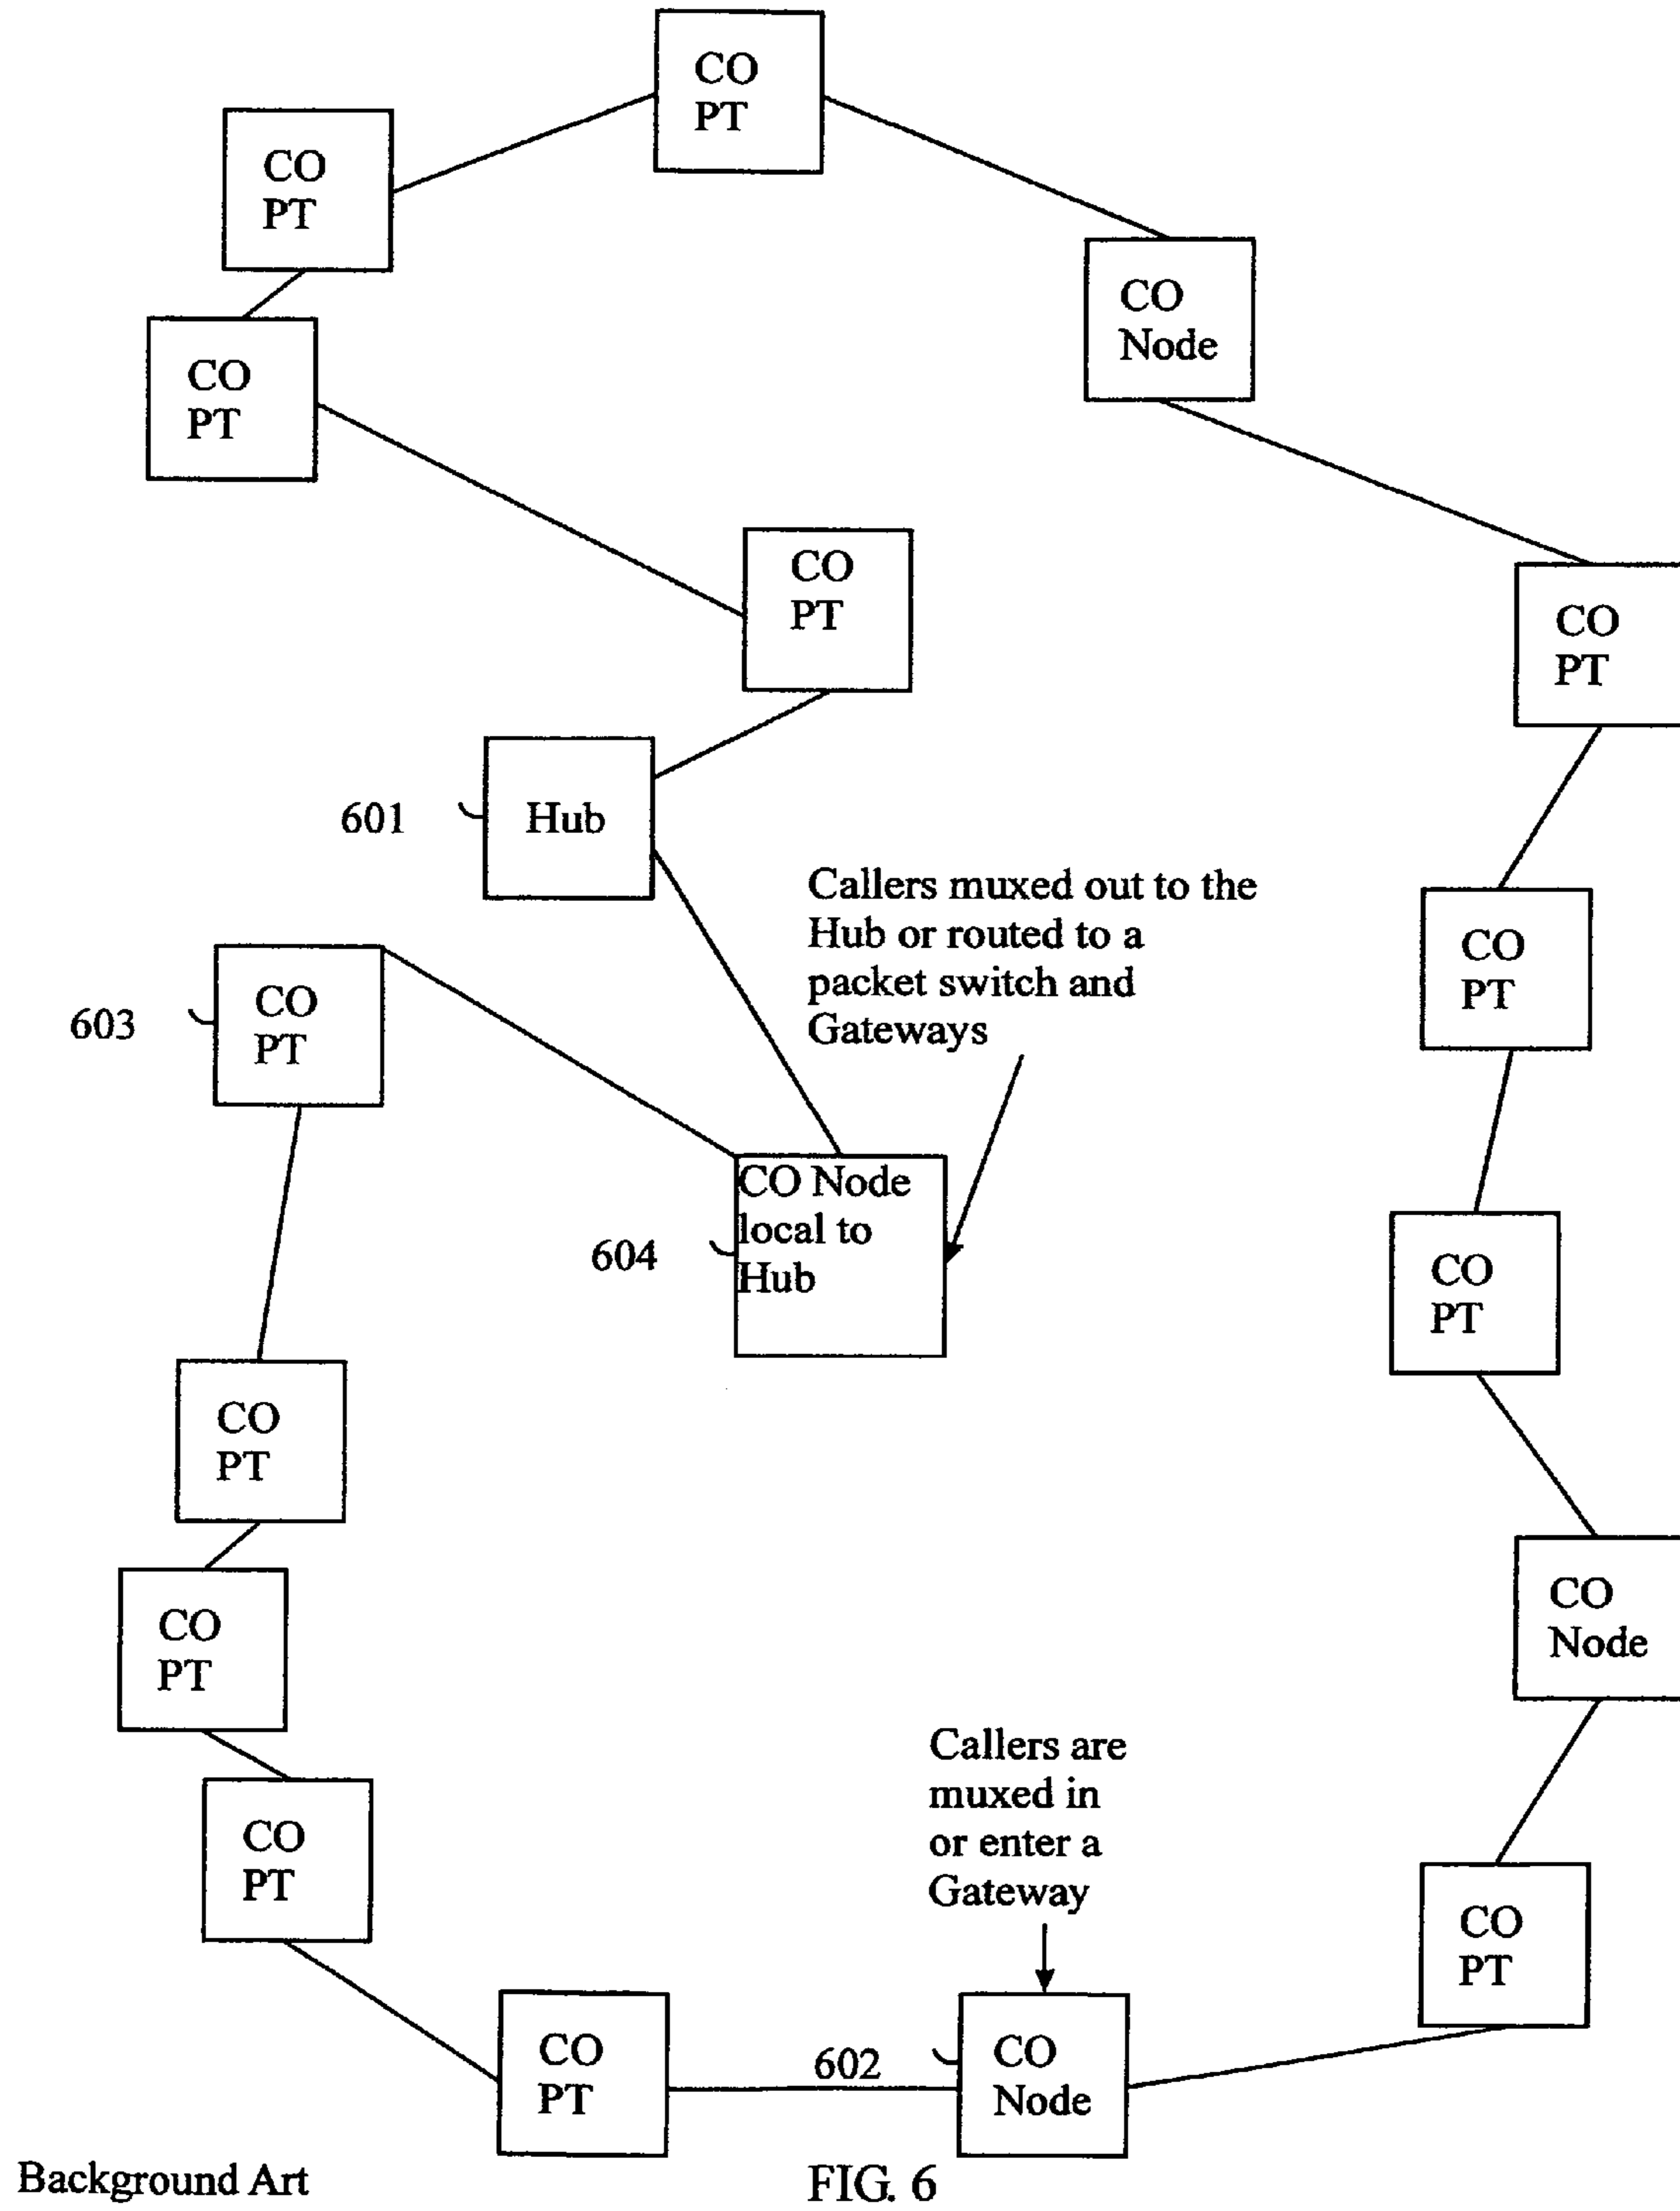 CO
PT
CO
PT
CO
Node
CO
PT
CO
PT
CO
PT
601
Hub
Callers muxed out to the
Hub or routed to a
packet switch and
Gateways
CO
PT
603
CO
PT
604
CO Node
local to
Hub
CO
PT
CO
PT
CO
Node
CO
PT
Callers are
muxed in
or enter a
Gateway
CO
PT
CO
PT
CO
PT
602
CO
Node
Background Art
FIG. 6